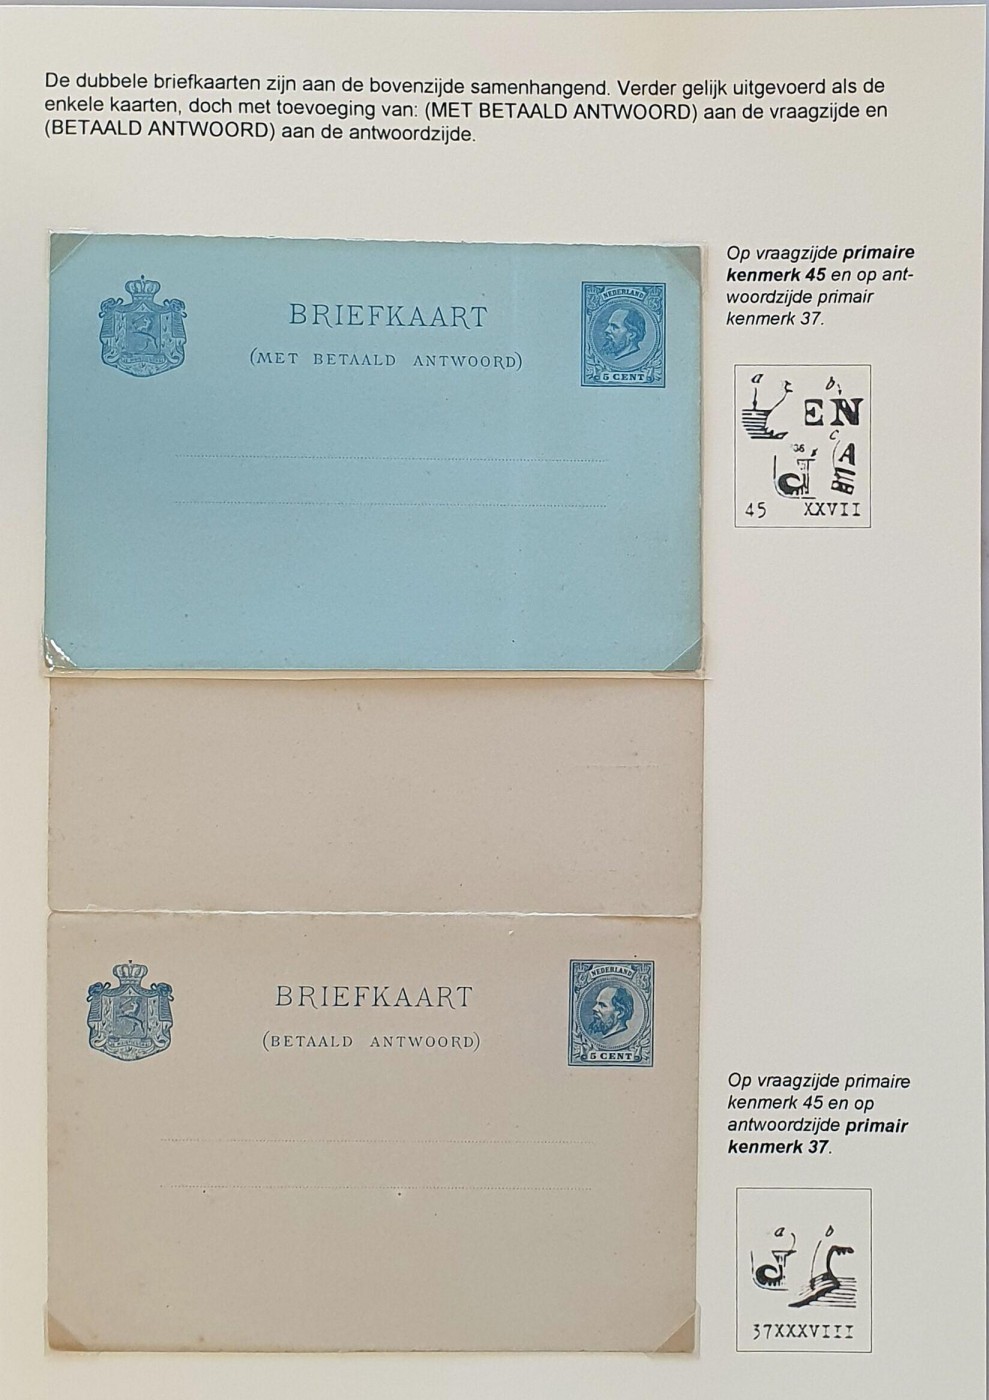 De dubbele briefkaarten zijn aan de bovenzijde samenhangend. Verder gelijk uitgevoerd als de
enkele kaarten, doch met toevoeging van: (MET BETAALD ANTWOORD) aan de vraagzijde en
(BETAALD ANTWOORD) aan de antwoordzijde.
BRIEFKAART
(MET BETAALD ANTWOORD)
NEDERLAND
5 CENT
Op vraagzijde primaire
kenmerk 45 en op ant-
woordzijde primair
kenmerk 37.
a b
EN
c
A
45 XXVII
BRIEFKAART
(BETAALD ANTWOORD)
NEDERLAND
5 CENT
Op vraagzijde primaire
kenmerk 45 en op
antwoordzijde primair
kenmerk 37.
a b
37XXXVIII